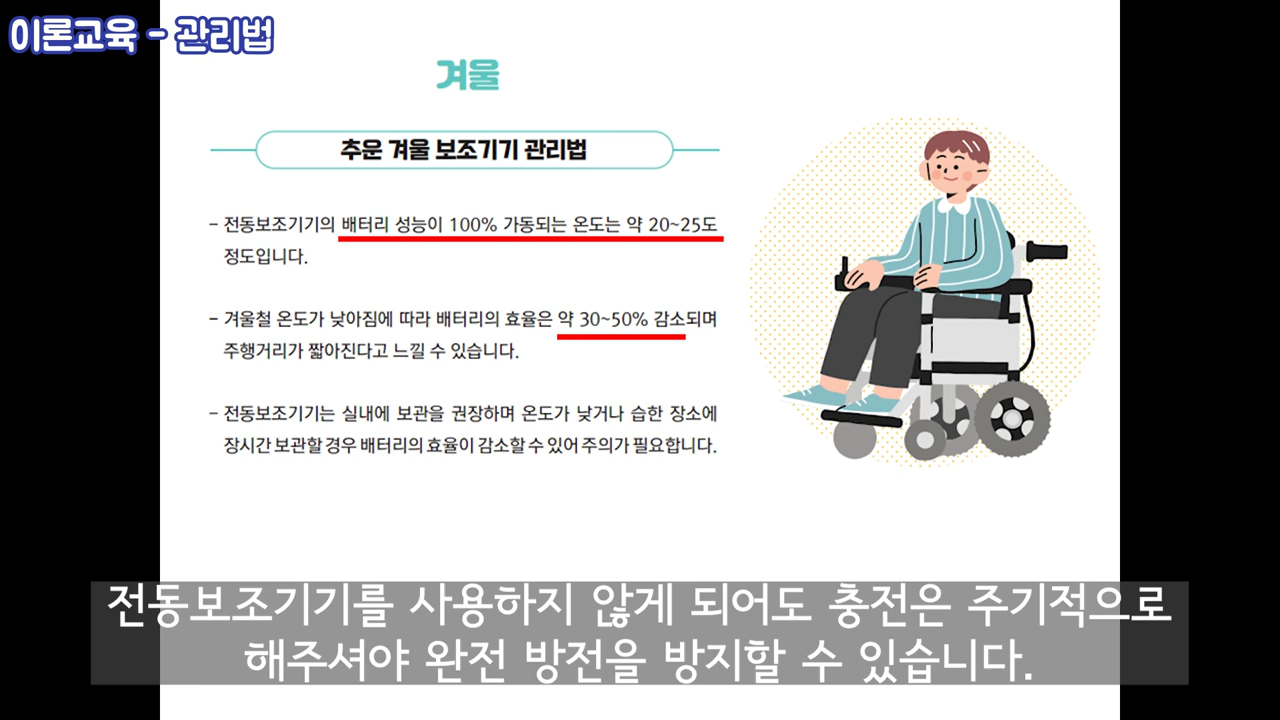 이론교육 - 관리법
겨울
추운 겨울 보조기기 관리법
- 전동보조기기의 배터리 성능이 100% 가동되는 온도는 약 20~25도
정도입니다.
- 겨울철 온도가 낮아짐에 따라 배터리의 효율은 약 30~50% 감소되며
주행거리가 짧아진다고 느낄 수 있습니다.
- 전동보조기기는 실내에 보관을 권장하며 온도가 낮거나 습한 장소에
장시간 보관할 경우 배터리의 효율이 감소할 수 있어 주의가 필요합니다.
전동보조기기를 사용하지 않게 되어도 충전은 주기적으로
해주셔야 완전 방전을 방지할 수 있습니다.